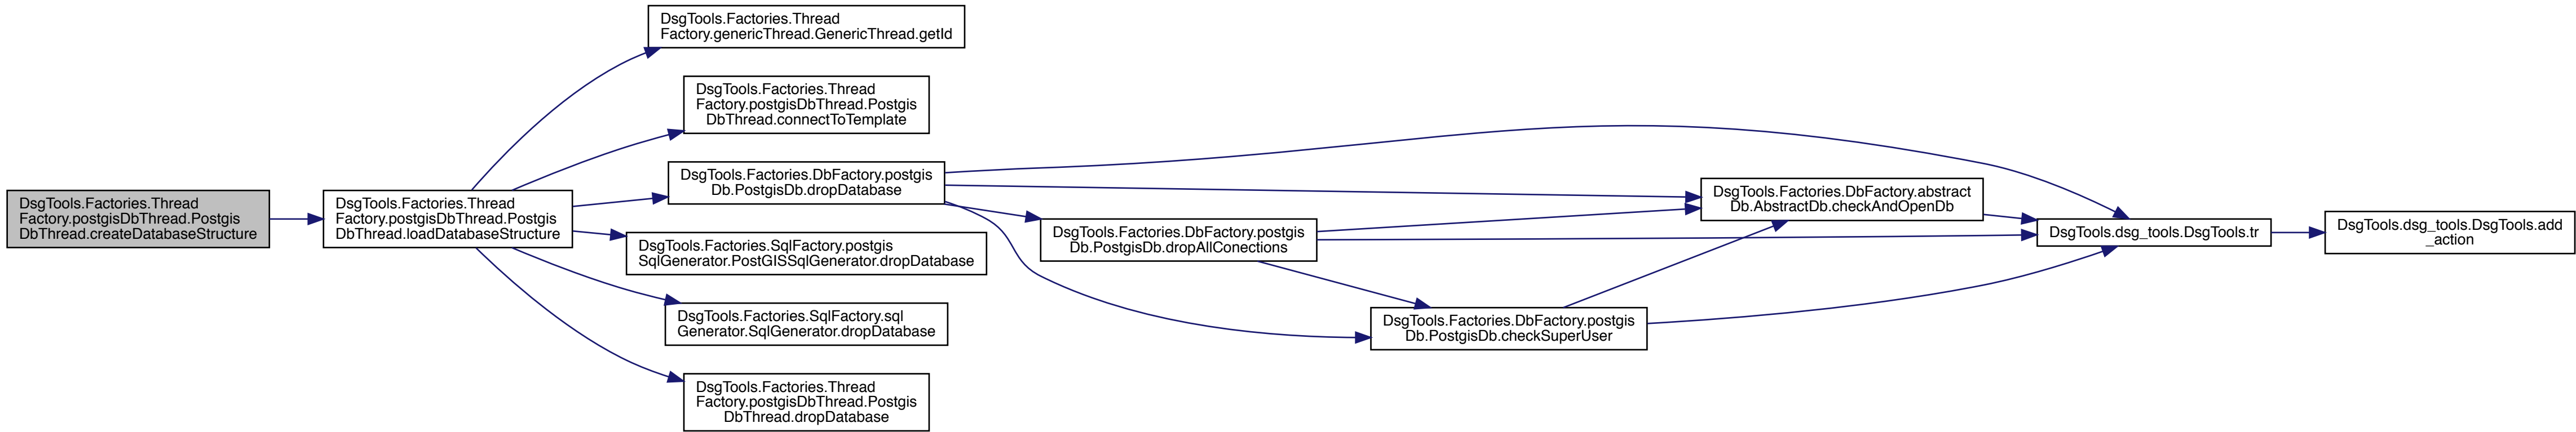 DsgTools.Factories.Thread
Factory.postgisDbThread.Postgis
DbThread.createDatabaseStructure
DsgTools.Factories.Thread
Factory.postgisDbThread.Postgis
DbThread.loadDatabaseStructure
DsgTools.Factories.Thread
Factory.genericThread.GenericThread.getId
DsgTools.Factories.Thread
Factory.postgisDbThread.Postgis
DbThread.connectToTemplate
DsgTools.Factories.DbFactory.postgis
Db.PostgisDb.dropDatabase
DsgTools.Factories.SqlFactory.postgis
SqlGenerator.PostGISSqlGenerator.dropDatabase
DsgTools.Factories.SqlFactory.sql
Generator.SqlGenerator.dropDatabase
DsgTools.Factories.Thread
Factory.postgisDbThread.Postgis
DbThread.dropDatabase
DsgTools.Factories.DbFactory.postgis
Db.PostgisDb.dropAllConections
DsgTools.Factories.DbFactory.postgis
Db.PostgisDb.checkSuperUser
DsgTools.Factories.DbFactory.abstract
Db.AbstractDb.checkAndOpenDb
DsgTools.dsg_tools.DsgTools.tr
DsgTools.dsg_tools.DsgTools.add
_action